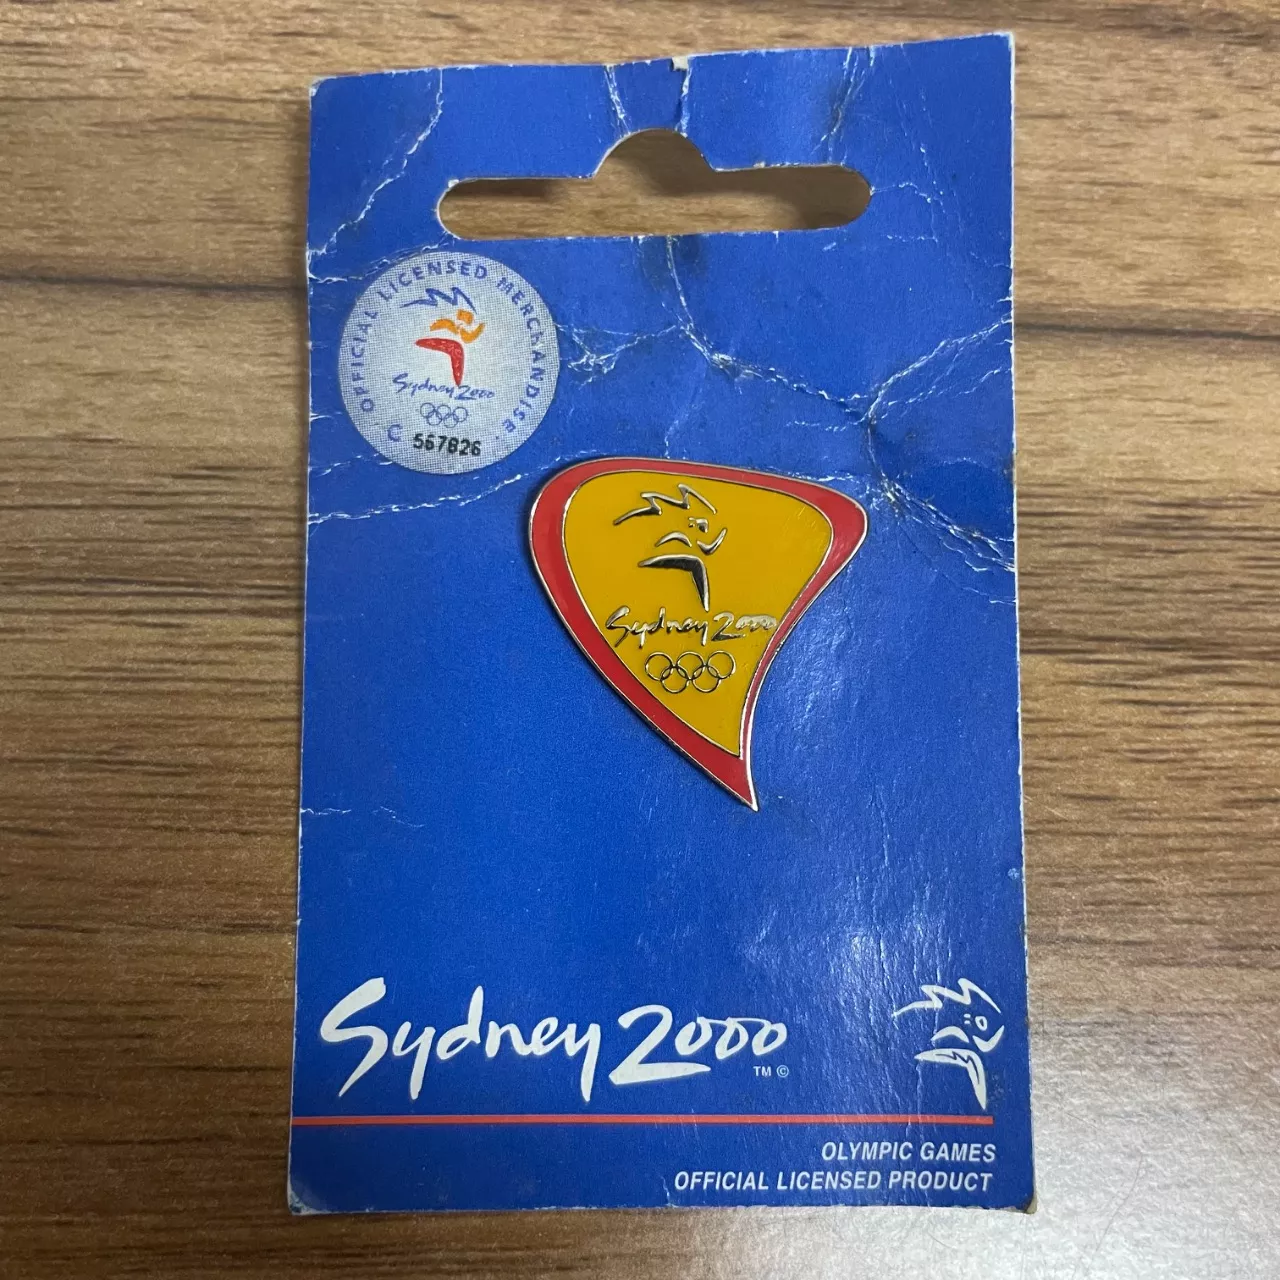 OFFICIAL LICENSED MERCHANDISE.
Sydney 2000
C 567826
Sydney 2000
Sydney 2000
TM ©
OLYMPIC GAMES
OFFICIAL LICENSED PRODUCT